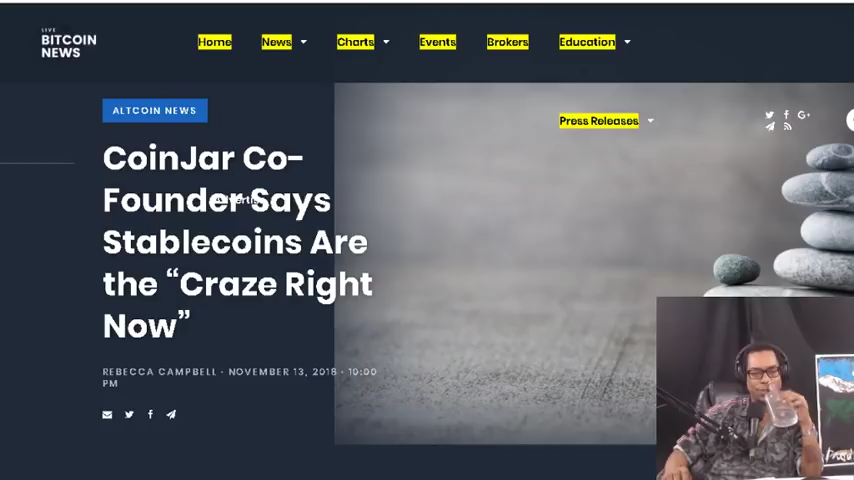 LIVE
BITCOIN
NEWS
Home
News
Charts
Events
Brokers
Education
Press Releases
ALTCOIN NEWS
CoinJar Co-
Founder Says
Stablecoins Are
the “Craze Right
Now”
REBECCA CAMPBELL · NOVEMBER 13, 2018 · 10:00
PM